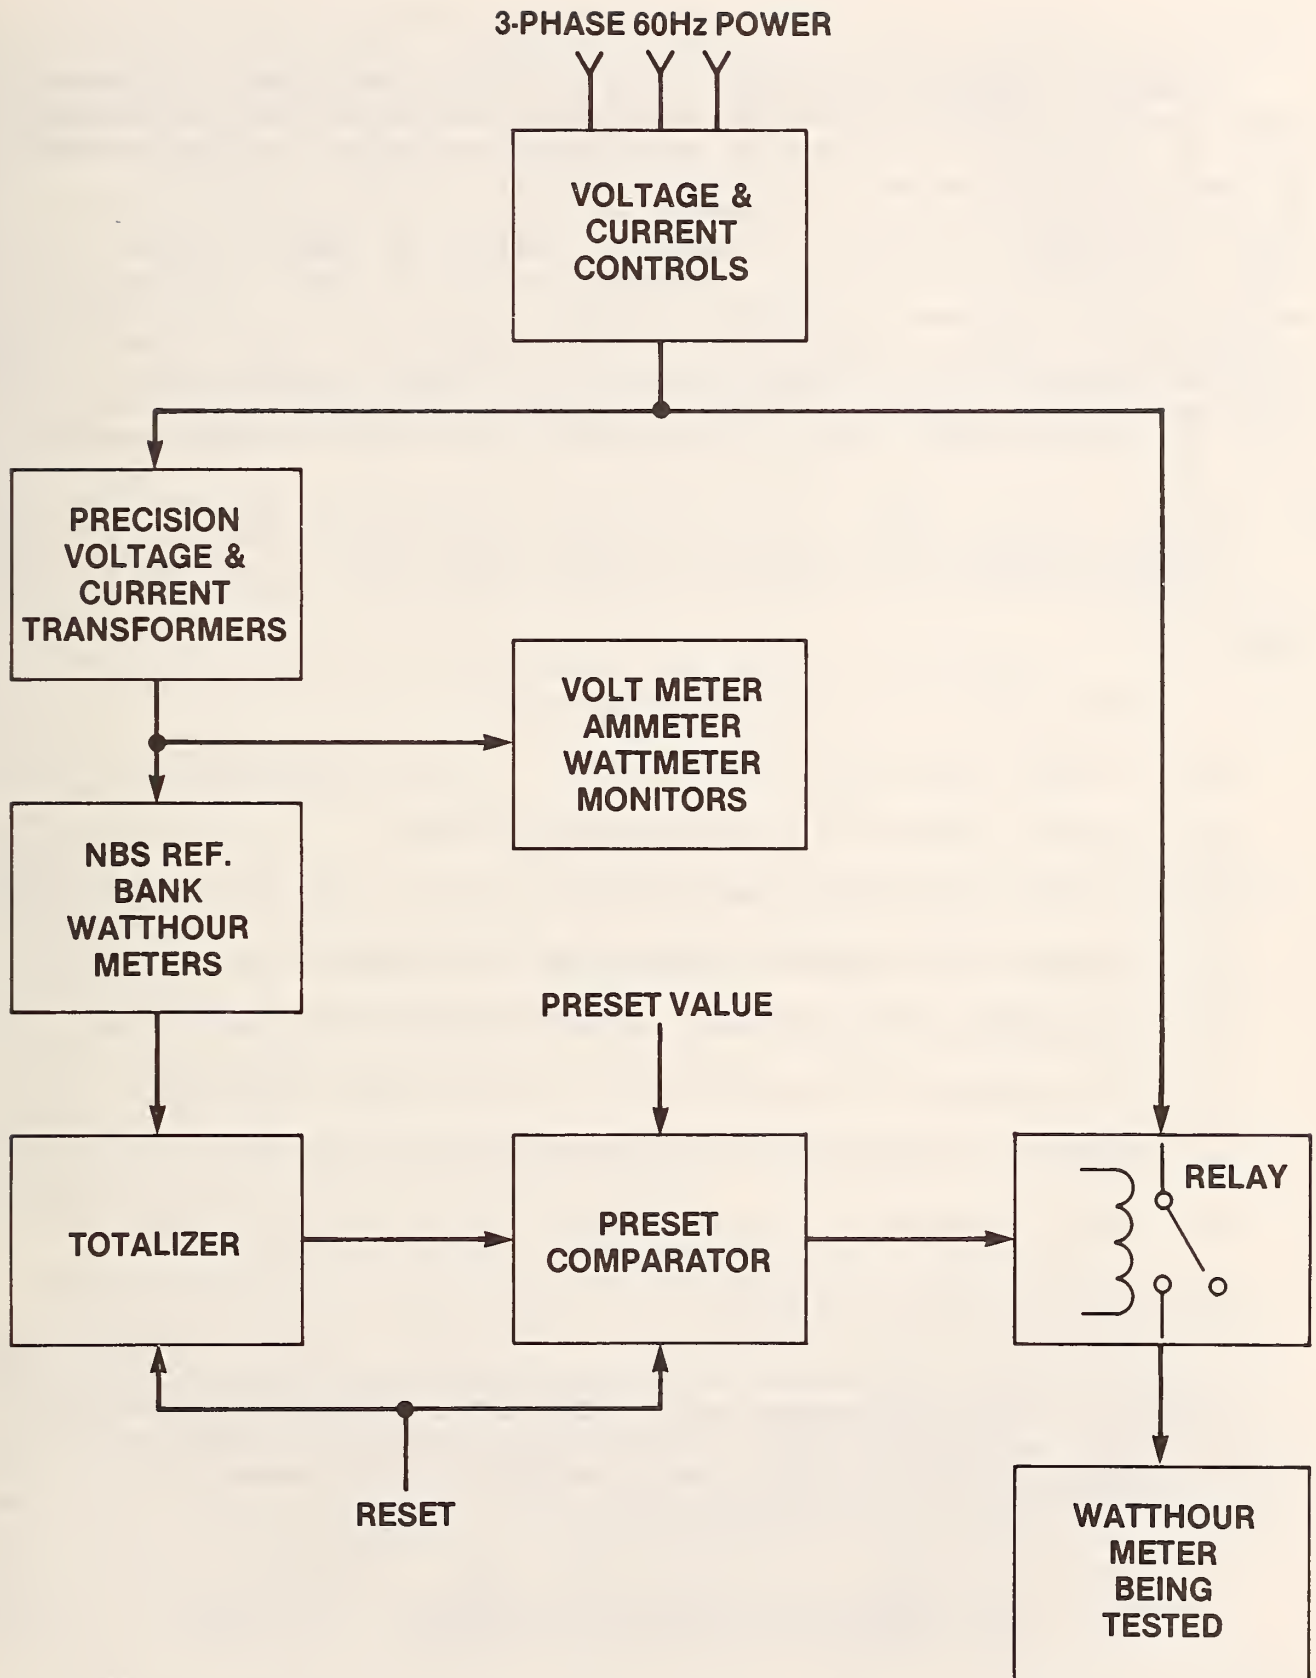 3-PHASE 60Hz POWER
VOLTAGE &
CURRENT
CONTROLS
PRECISION
VOLTAGE &
CURRENT
TRANSFORMERS
VOLT METER
AMMETER
WATTMETER
MONITORS
NBS REF.
BANK
WATTHOUR
METERS
PRESET VALUE
TOTALIZER
PRESET
COMPARATOR
RELAY
RESET
WATTHOUR
METER
BEING
TESTED